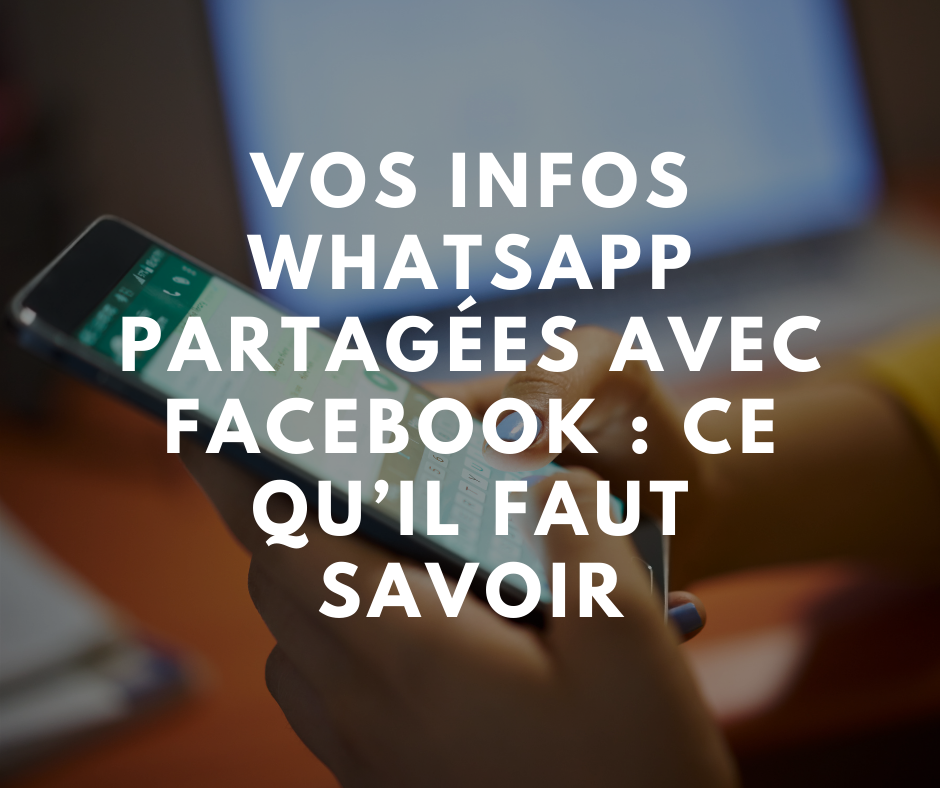 VOS INFOS
WHATSAPP
PARTAGÉES AVEC
FACEBOOK : CE
QU’IL FAUT
SAVOIR